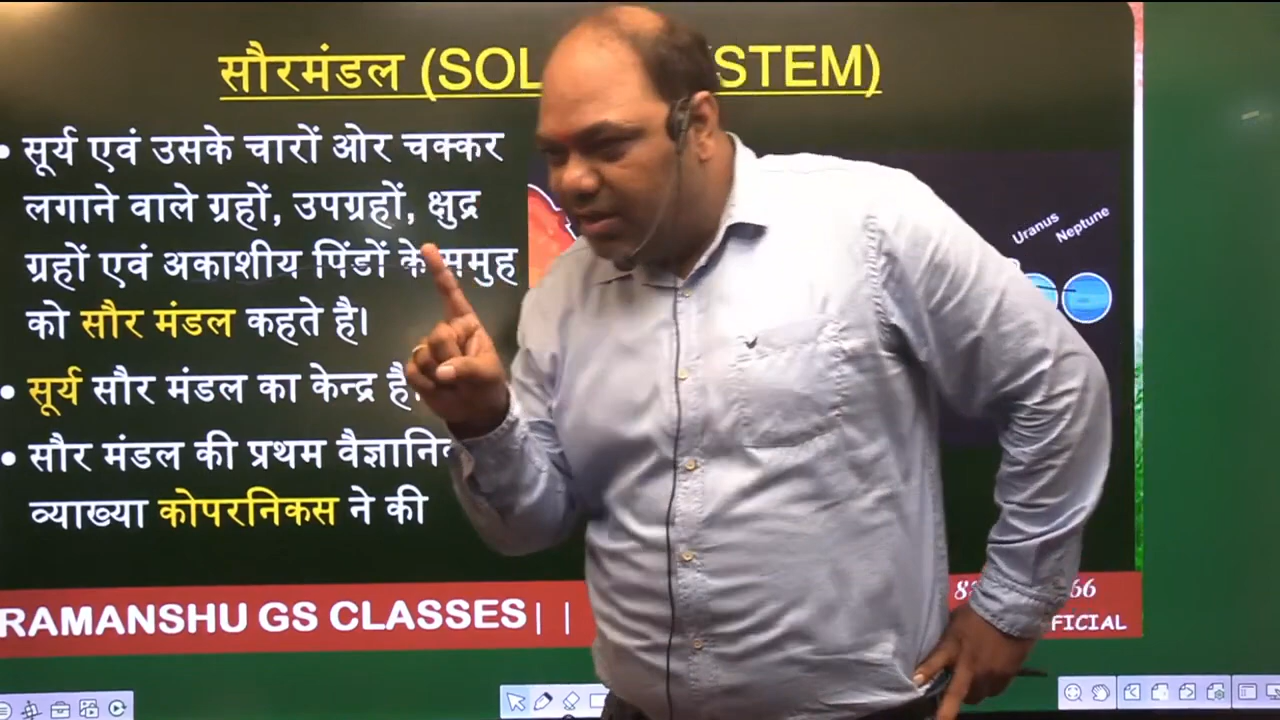 सौरमंडल (SOL STEM)
• सूर्य एवं उसके चारों ओर चक्कर
लगाने वाले ग्रहों, उपग्रहों, क्षुद्र
ग्रहों एवं अकाशीय पिंडों के समुह
को सौर मंडल कहते है।
• सूर्य सौर मंडल का केन्द्र है
• सौर मंडल की प्रथम
व्याख्या कोपरनिकस ने की
Uranus
Neptune
RAMANSHU GS CLASSES||
66
FICIAL